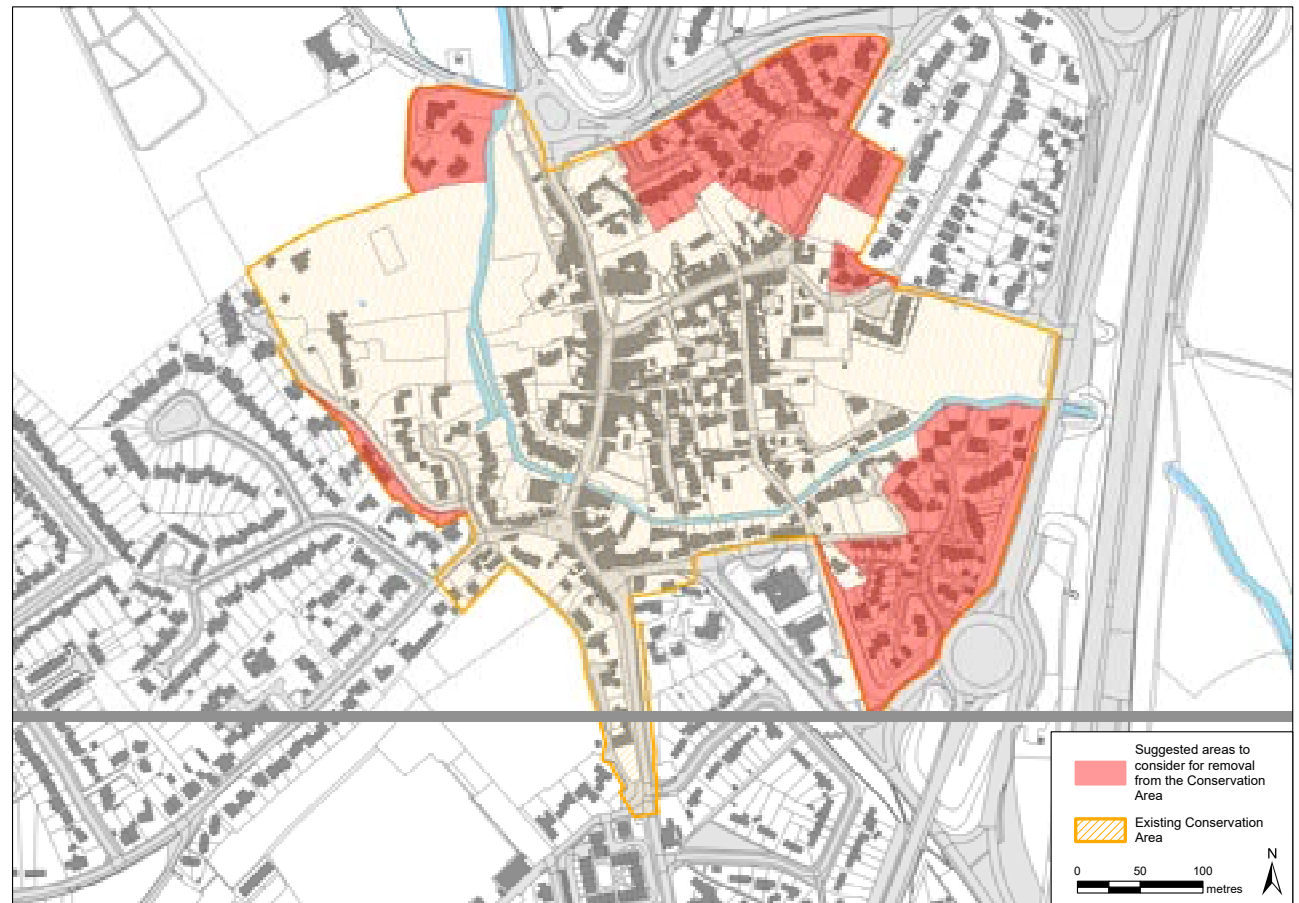 Suggested areas to
consider for removal
from the Conservation
Area
Existing Conservation
Area
N
0 50 100
metres